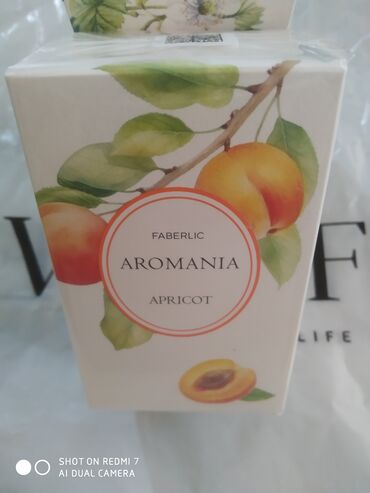 FABERLIC
AROMANIA
APRICOT
LIFE
SHOT ON REDMI 7
AI DUAL CAMERA